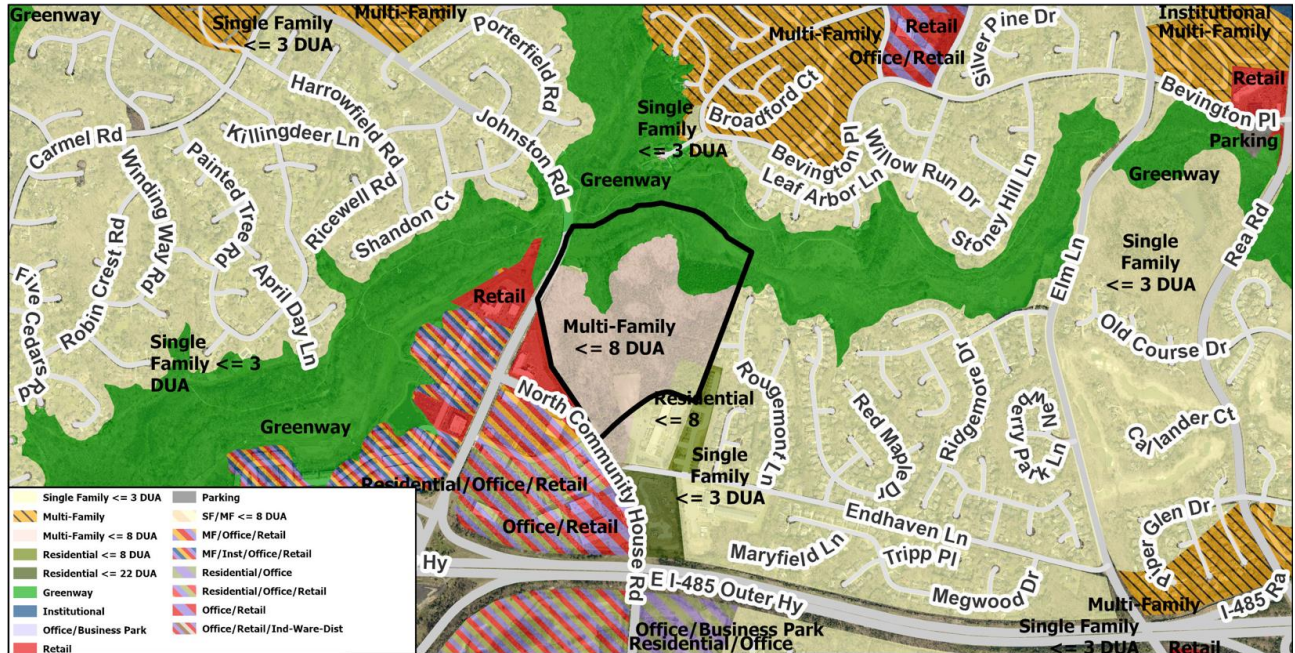 Greenway
Single Family
<= 3 DUA
Multi-Family
Porterfield Rd
Johnston Rd
Harrowfield Rd
Killingdeer Ln
Carmel Rd
Painted Tree Rd
Winding Way Rd
Ricewell Rd
Shandon Ct
Robin Crest Rd
April Day Ln
Five Cedars Rd
Single
Family <= 3
DUA
Greenway
Multi-Family
Retail
Office/Retail
Silver Pine Dr
Institutional
Multi-Family
Retail
Bevington Pl
Parking
Single
Family
<= 3 DUA
Broadford Ct
Bevington Pl
Leaf Arbor Ln
Willow Run Dr
Stoney Hill Ln
Greenway
Greenway
Elm Ln
Single
Family
<= 3 DUA
Rea Rd
Old Course Dr
Callander Ct
Retail
Multi-Family
<= 8 DUA
North Community House Rd
Residential
<= 8
Rougemont Ln
Red Maple Dr
Ridgemore Dr
Newberry Park Ln
Single
Family
<= 3 DUA
Endhaven Ln
Maryfield Ln
Tripp Pl
Megwood Dr
Pyder Glen Dr
Residential/Office/Retail
Office/Retail
Hy
E I-485 Outer Hy
I-485 Ra
Multi-Family
Single Family
<= 3 DUA
Retail
Office/Business Park
Residential/Office
Single Family <= 3 DUA
Multi-Family
Multi-Family <= 8 DUA
Residential <= 8 DUA
Residential <= 22 DUA
Greenway
Institutional
Office/Business Park
Retail
Parking
SF/MF <= 8 DUA
MF/Office/Retail
MF/Inst/Office/Retail
Residential/Office
Residential/Office/Retail
Office/Retail
Office/Retail/Ind-Ware-Dist